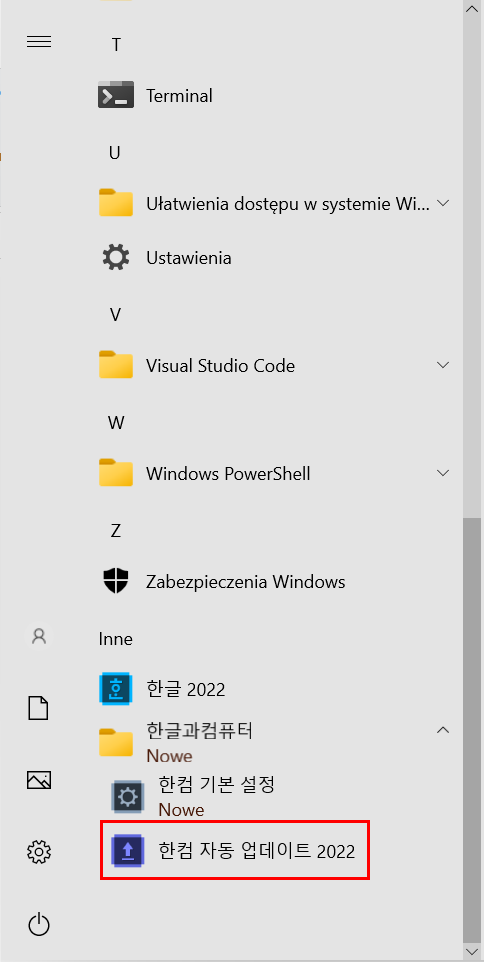 T
Terminal
U
Ułatwienia dostępu w systemie Wi...
Ustawienia
V
Visual Studio Code
W
Windows PowerShell
Z
Zabezpieczenia Windows
Inne
한글 2022
한글과컴퓨터
Nowe
한컴 기본 설정
Nowe
한컴 자동 업데이트 2022